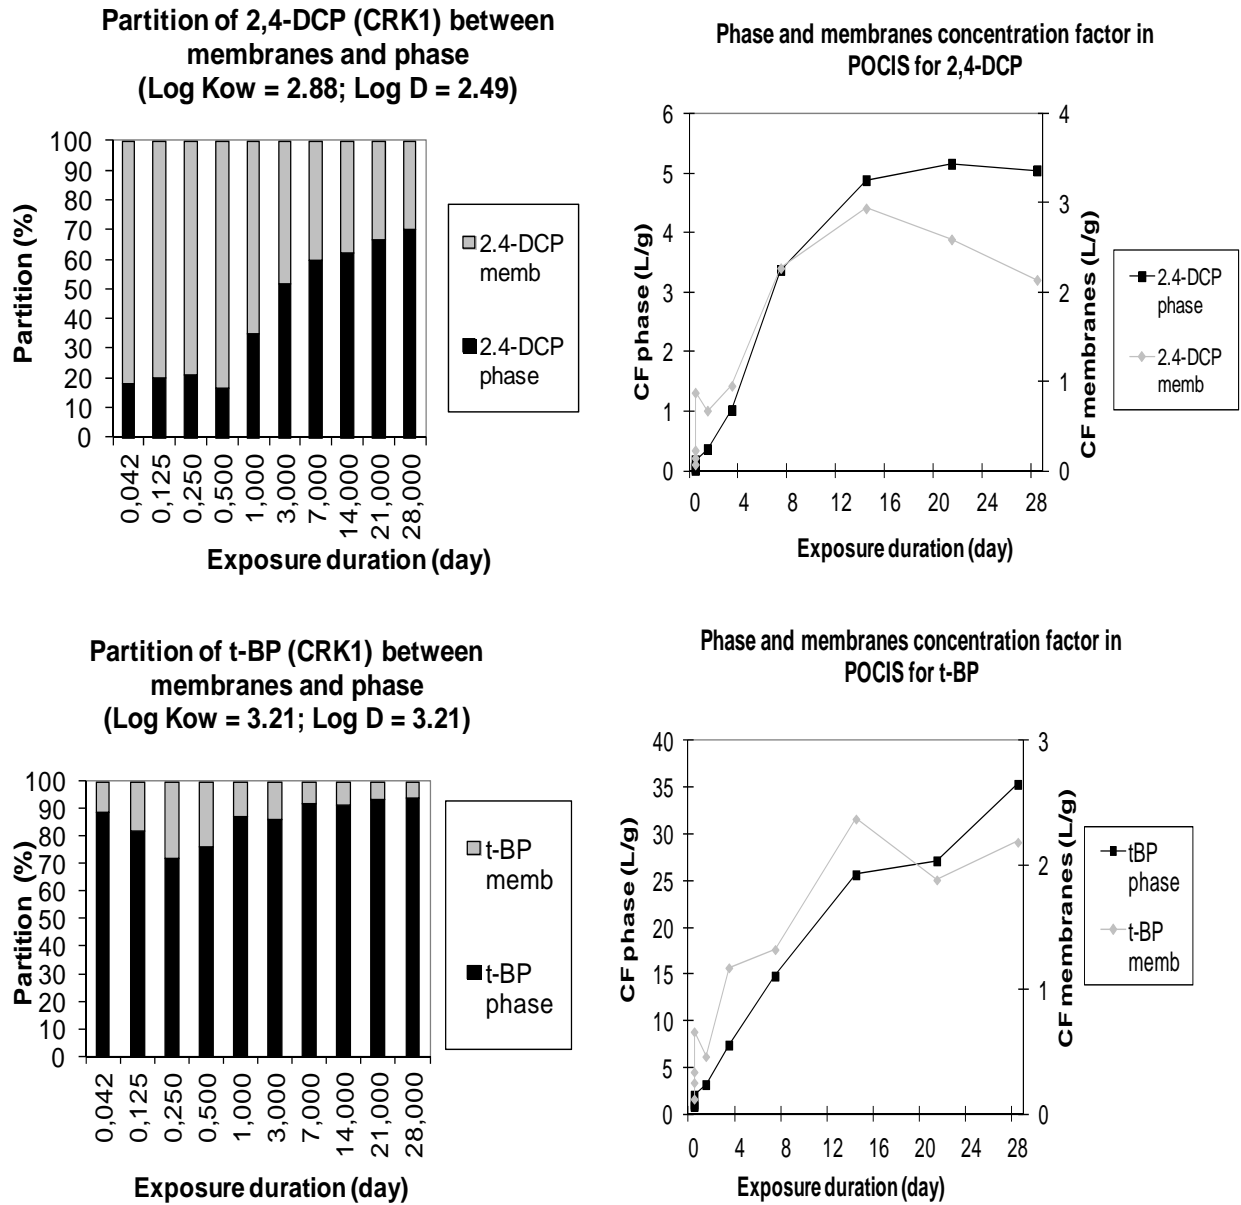 Partition of 2,4-DCP (CRK1) between
membranes and phase
(Log Kow = 2.88; Log D = 2.49)
Partition (%)
100
90
80
70
60
50
40
30
20
10
0
0,042
0,125
0,250
0,500
1,000
3,000
7,000
14,000
21,000
28,000
Exposure duration (day)
2.4-DCP
memb
2.4-DCP
phase
Phase and membranes concentration factor in
POCIS for 2,4-DCP
CF phase (L/g)
6
5
4
3
2
1
0
4
3
2
1
0
CF membranes (L/g)
0
4
8
12
16
20
24
28
Exposure duration (day)
2.4-DCP
phase
2.4-DCP
memb
Partition of t-BP (CRK1) between
membranes and phase
(Log Kow = 3.21; Log D = 3.21)
Partition (%)
100
90
80
70
60
50
40
30
20
10
0
0,042
0,125
0,250
0,500
1,000
3,000
7,000
14,000
21,000
28,000
Exposure duration (day)
t-BP
memb
t-BP
phase
Phase and membranes concentration factor in
POCIS for t-BP
CF phase (L/g)
40
35
30
25
20
15
10
5
0
3
2
1
0
CF membranes (L/g)
0
4
8
12
16
20
24
28
Exposure duration (day)
tBP
phase
t-BP
memb